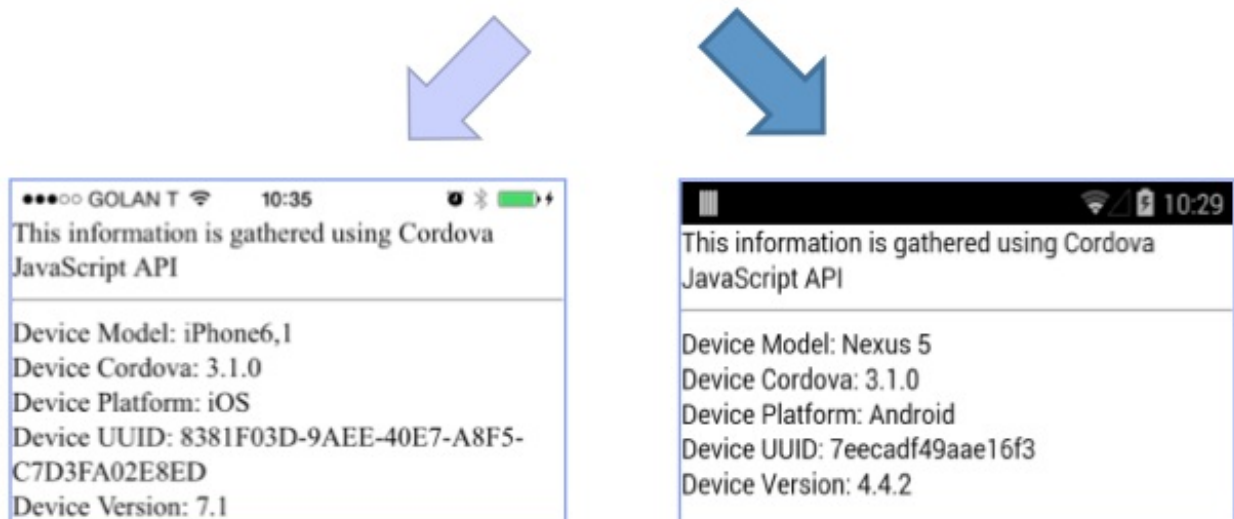 GOLAN T 10:35
This information is gathered using Cordova
JavaScript API
Device Model: iPhone6,1
Device Cordova: 3.1.0
Device Platform: iOS
Device UUID: 8381F03D-9AEE-40E7-A8F5-
C7D3FA02E8ED
Device Version: 7.1
10:29
This information is gathered using Cordova
JavaScript API
Device Model: Nexus 5
Device Cordova: 3.1.0
Device Platform: Android
Device UUID: 7eecadf49aae16f3
Device Version: 4.4.2